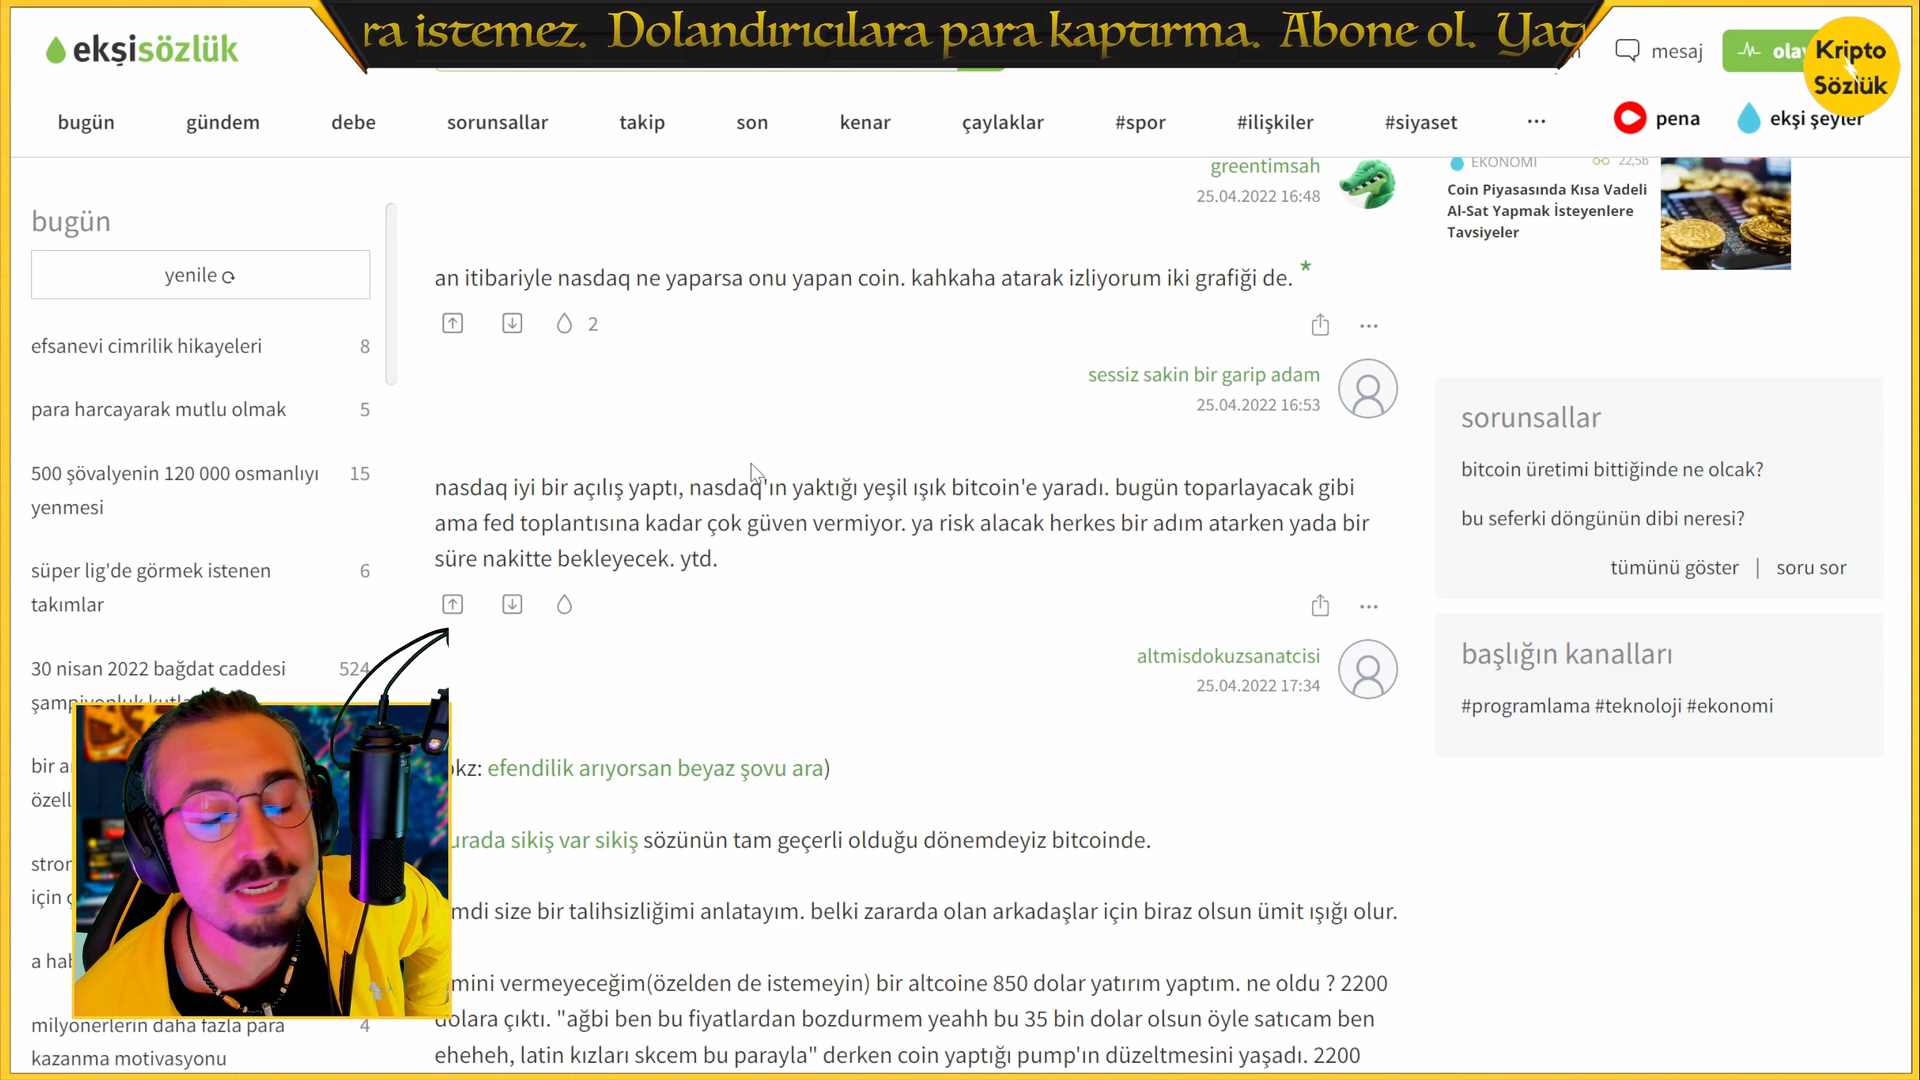 ra istemez. Dolandırıcılara para kaptırma. Abone ol.
ekşisözlük
mesaj
Kripto
Sözlük
bugün gündem debe sorunsallar takip son kenar çaylaklar #spor #ilişkiler #siyaset ...
pena
ekşi şeyler
bugün
yenile
efsanevi cimrilik hikayeleri 8
para harcayarak mutlu olmak 5
500 şövalyenin 120 000 osmanlıyı 15
yenmesi
süper lig'de görmek istenen 6
takımlar
30 nisan 2022 bağdat caddesi 524
milyonerlerin daha fazla para 4
kazanma motivasyonu
greentimsah
25.04.2022 16:48
an itibariyle nasdaq ne yaparsa onu yapan coin. kahkaha atarak izliyorum iki grafiği de. *
2
sessiz sakin bir garip adam
25.04.2022 16:53
nasdaq iyi bir açılış yaptı, nasdaq'ın yaktığı yeşil ışık bitcoin'e yaradı. bugün toparlayacak gibi
ama fed toplantısına kadar çok güven vermiyor. ya risk alacak herkes bir adım atarken yada bir
süre nakitte bekleyecek. ytd.
altmisdokuzsanatcisi
25.04.2022 17:34
kz: efendilik arıyorsan beyaz şovu ara)
urada sikiş var sikiş sözünün tam geçerli olduğu dönemdeyiz bitcoinde.
mdi size bir talihsizliğimi anlatayım. belki zararda olan arkadaşlar için biraz olsun ümit ışığı olur.
mini vermeyeceğim(özelden de istemeyin) bir altcoine 850 dolar yatırım yaptım. ne oldu ? 2200
dolara çıktı. "ağbi ben bu fiyatlardan bozdurmem yeahh bu 35 bin dolar olsun öyle satıcam ben
eheheh, latin kızları skcem bu parayla" derken coin yaptığı pump'ın düzeltmesini yaşadı. 2200
EKONOMİ 22,5b
Coin Piyasasında Kısa Vadeli
Al-Sat Yapmak İsteyenlere
Tavsiyeler
sorunsallar
bitcoin üretimi bittiğinde ne olcak?
bu seferki döngünün dibi neresi?
tümünü göster | soru sor
başlığın kanalları
#programlama #teknoloji #ekonomi